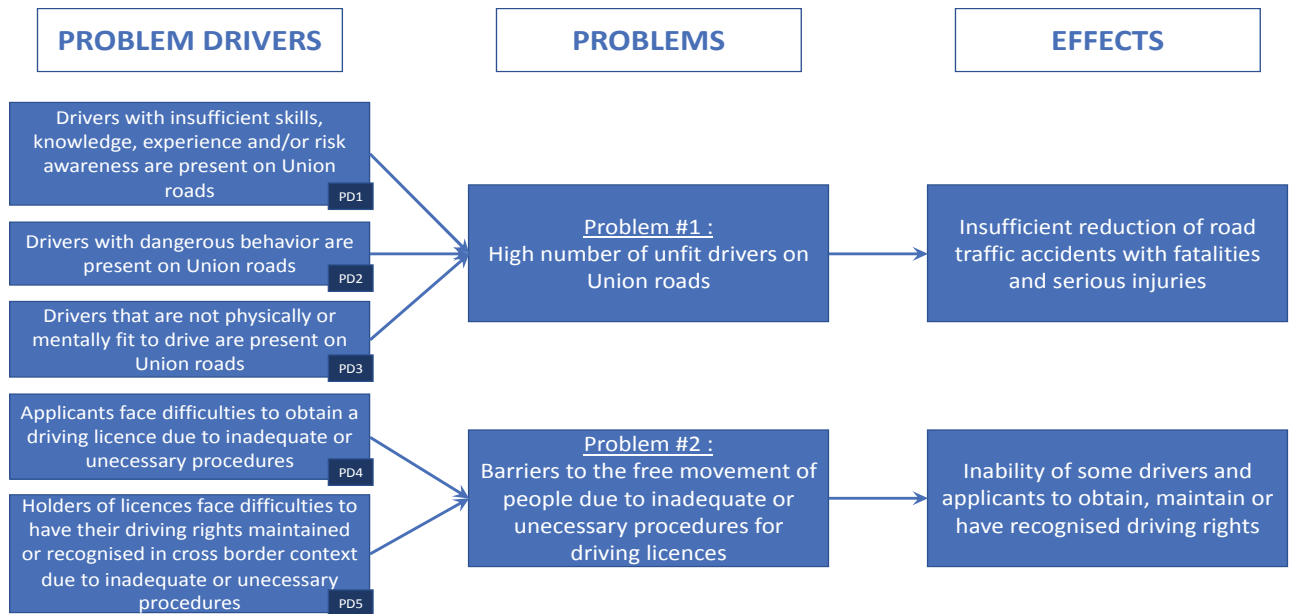 PROBLEM DRIVERS
PROBLEMS
EFFECTS
Drivers with insufficient skills,
knowledge, experience and/or risk
awareness are present on Union
roads
PD1
Drivers with dangerous behavior are
present on Union roads
PD2
Drivers that are not physically or
mentally fit to drive are present on
Union roads
PD3
Applicants face difficulties to obtain a
driving licence due to inadequate or
unecessary procedures
PD4
Holders of licences face difficulties to
have their driving rights maintained
or recognised in cross border context
due to inadequate or unecessary
procedures
PD5
Problem #1 :
High number of unfit drivers on
Union roads
Problem #2 :
Barriers to the free movement of
people due to inadequate or
unecessary procedures for
driving licences
Insufficient reduction of road
traffic accidents with fatalities
and serious injuries
Inability of some drivers and
applicants to obtain, maintain or
have recognised driving rights